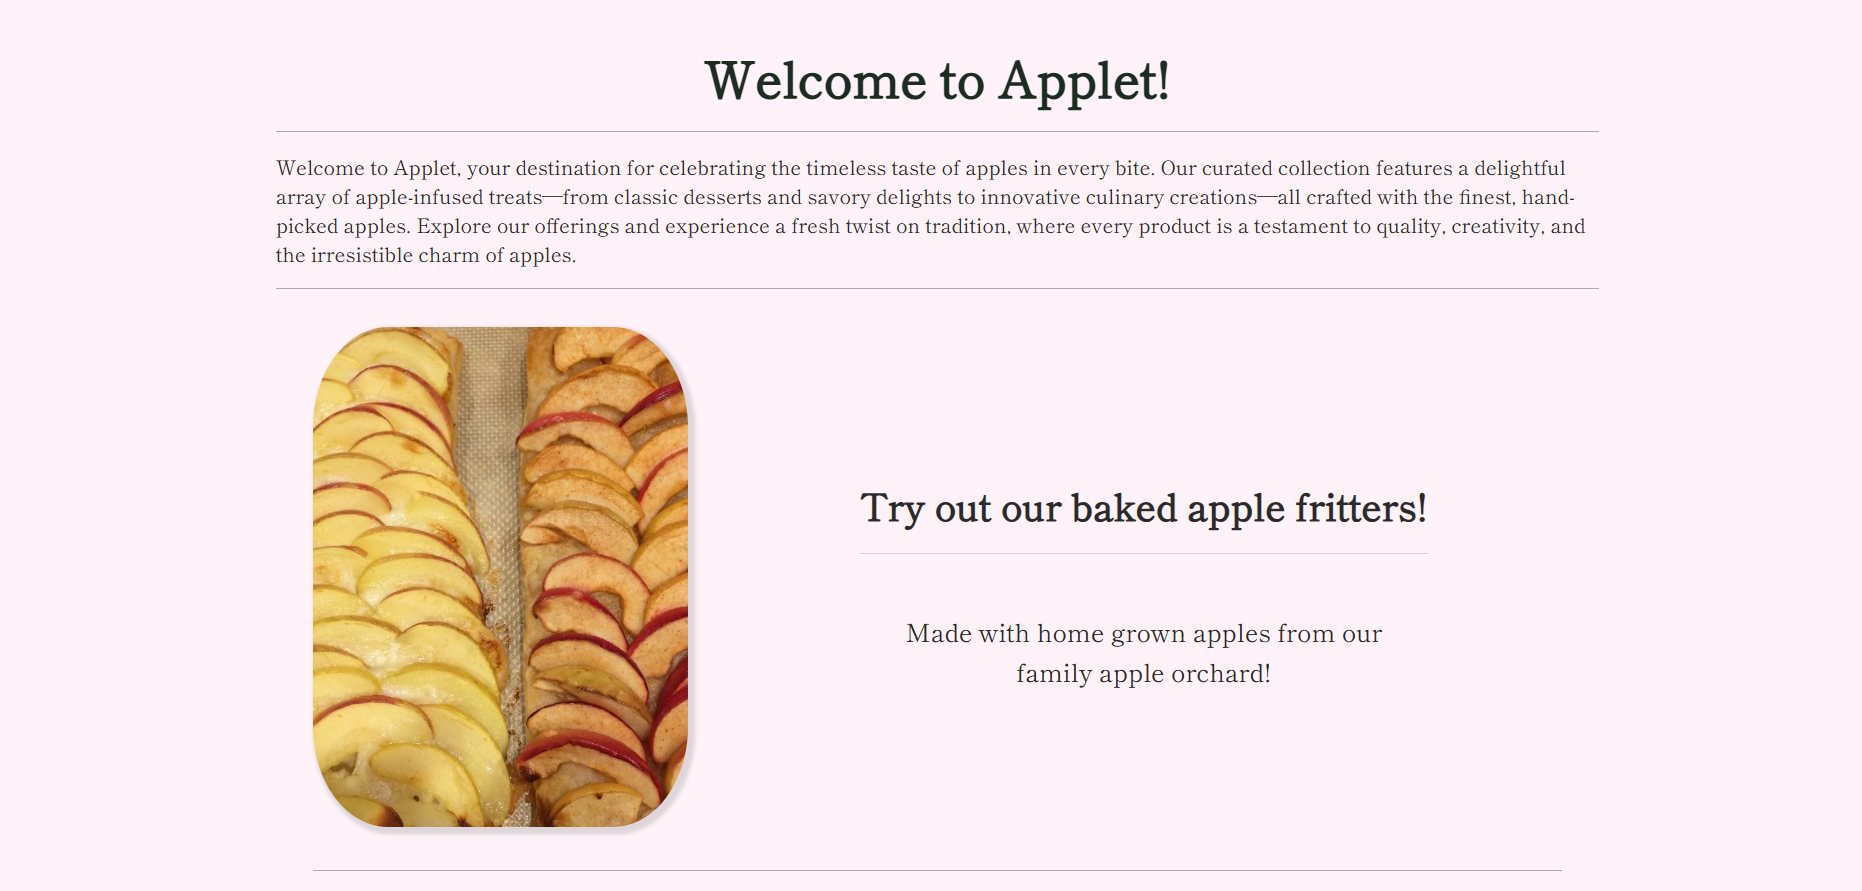 Welcome to Applet!
Welcome to Applet, your destination for celebrating the timeless taste of apples in every bite. Our curated collection features a delightful
array of apple-infused treats—from classic desserts and savory delights to innovative culinary creations—all crafted with the finest, hand-
picked apples. Explore our offerings and experience a fresh twist on tradition, where every product is a testament to quality, creativity, and
the irresistible charm of apples.
Try out our baked apple fritters!
Made with home grown apples from our
family apple orchard!